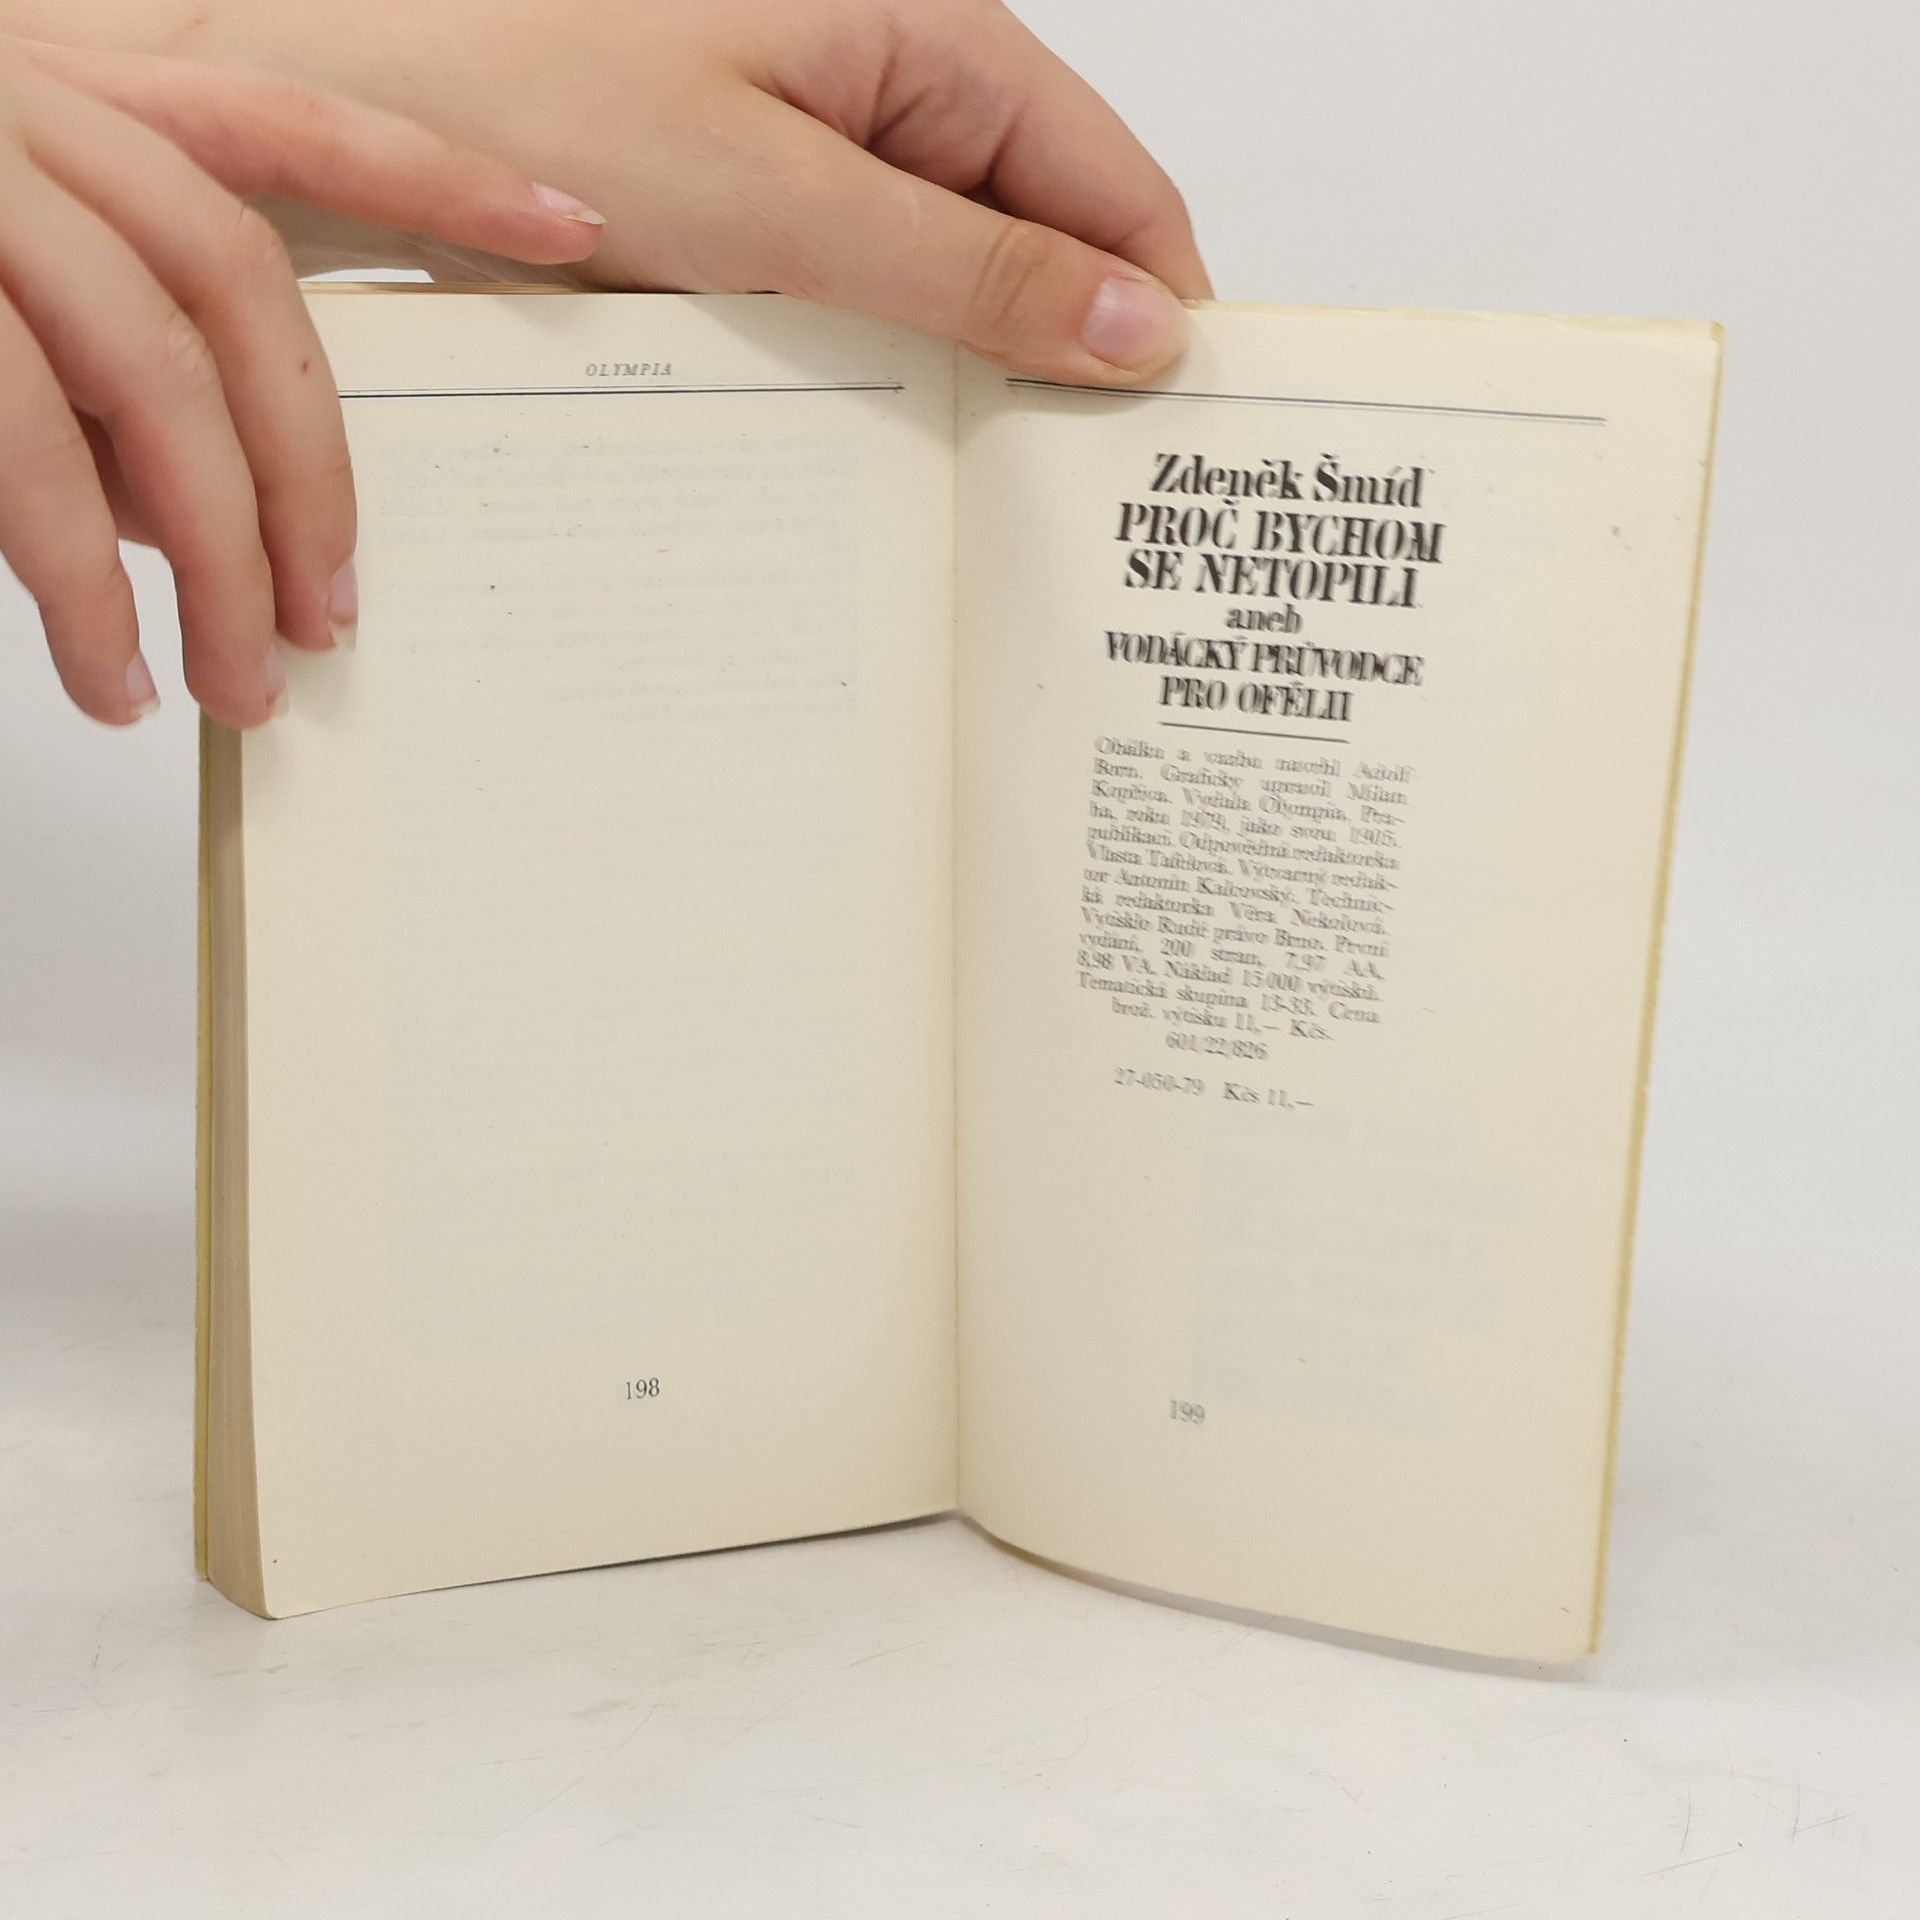 OLYMPIA
198
Zdeněk Šmíd
PROČ BYCHOM
SE NETOPILI
aneb
VODÁCKÝ PRŮVODCE
PRO OFÉLII
Obálku a vazbu navrhl Adolf
Born. Graficky upravil Milan
Kopřiva. Vydala Olympia, Pra-
ha, roku 1979, jako svou 1905.
publikaci. Odpovědná redaktorka
Vlasta Tafelová. Výtvarný redak-
tor Antonín Kalcovský. Technic-
ká redaktorka Věra Nekolová.
Vytisklo Rudé právo Brno. První
vydání, 200 stran, 7,97 AA,
8,98 VA. Náklad 15 000 výtisků.
Tematická skupina 13-33. Cena
brož. výtisku 11,— Kčs.
601/22/826
27-050-79 Kčs 11,—
199